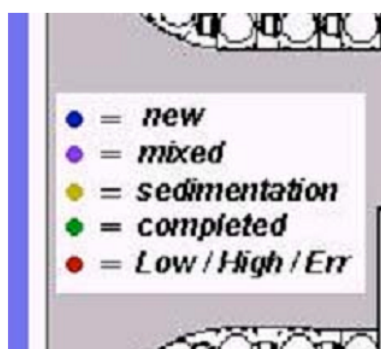 = new
= mixed
= sedimentation
= completed
= Low / High / Err